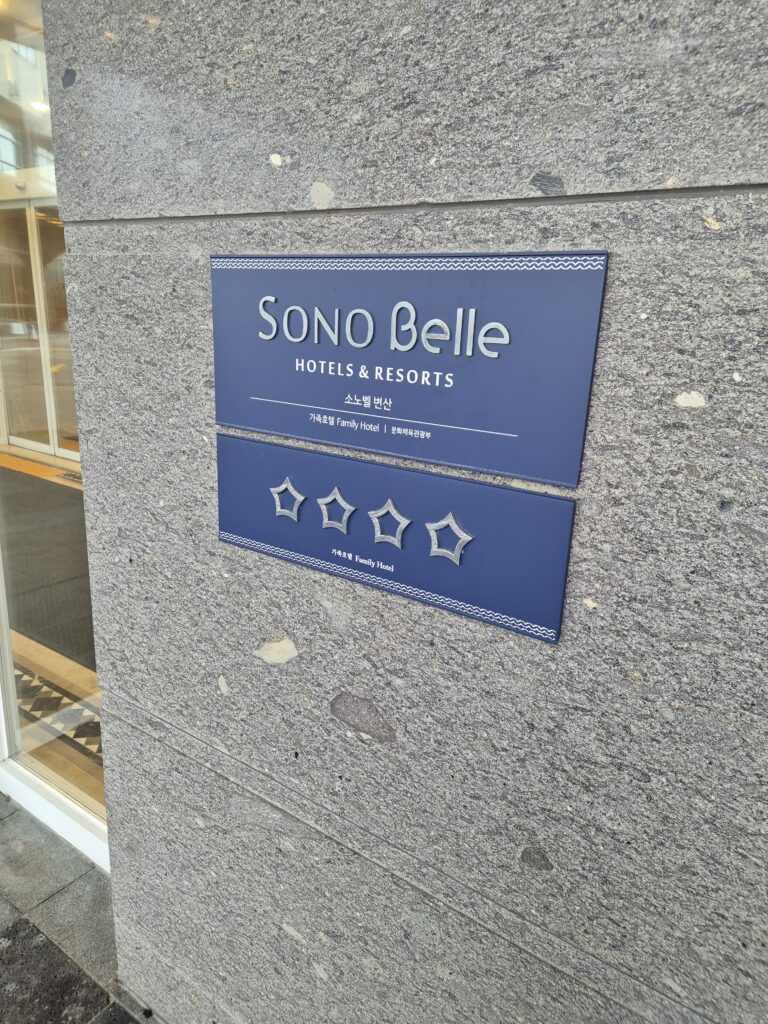 SONO Belle
HOTELS & RESORTS
소노벨 변산
가족호텔 Family Hotel | 문화체육관광부
가족호텔 Family Hotel